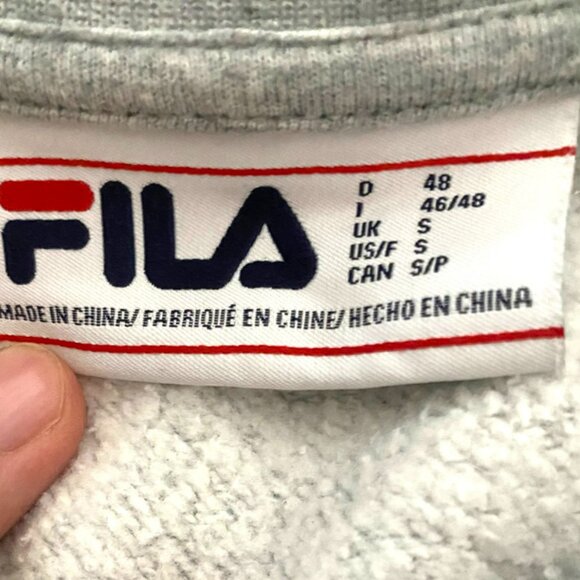 FILA
D 48
I 46/48
UK S
US/F S
CAN S/P
MADE IN CHINA/ FABRIQUÉ EN CHINE/ HECHO EN CHINA